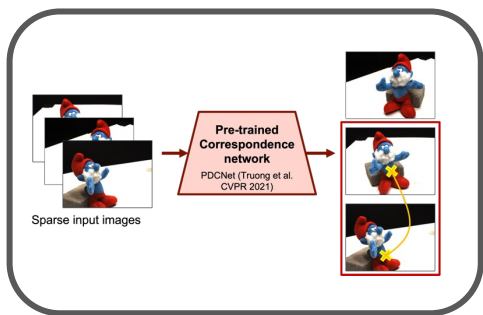 Pre-trained
Correspondence
network
PDCNet (Truong et al.
CVPR 2021)
Sparse input images